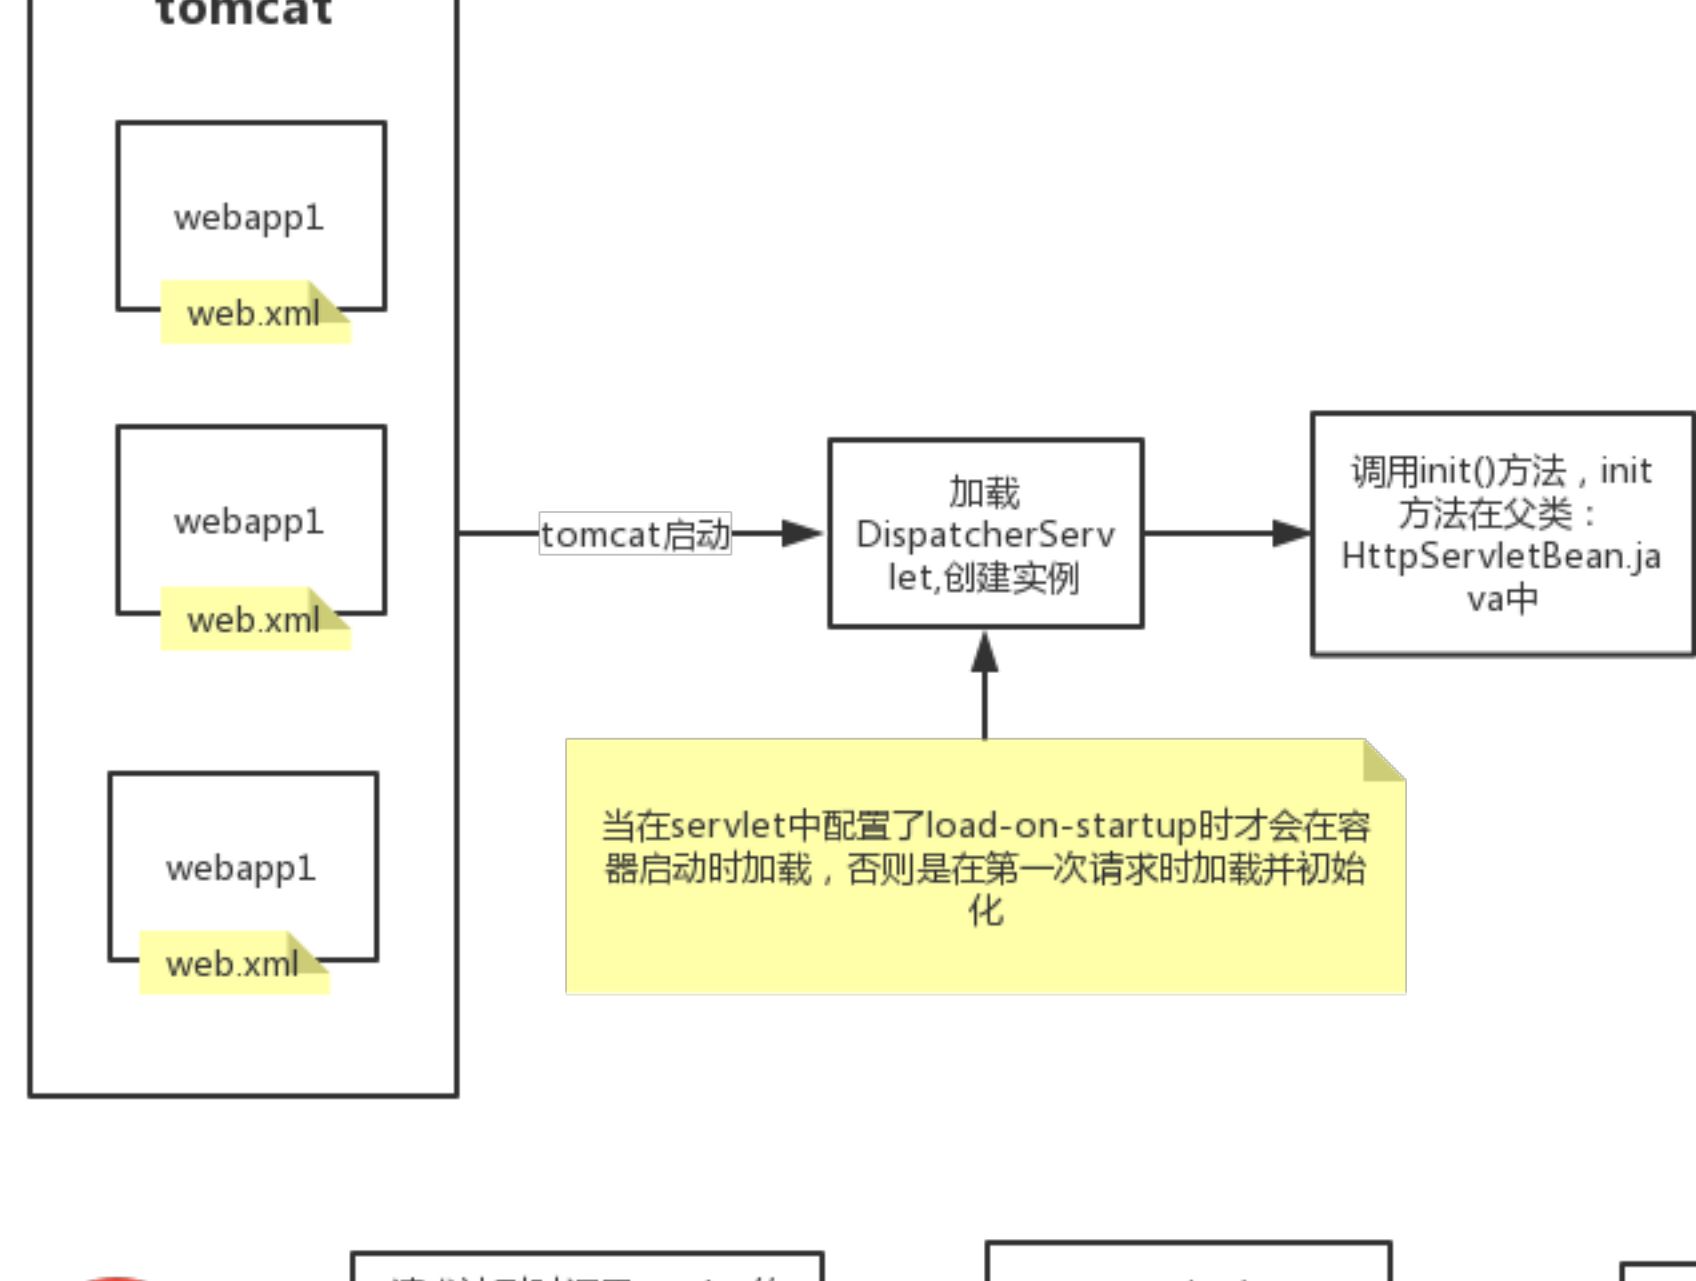 tomcat
webapp1
web.xml
webapp1
web.xml
webapp1
web.xml
tomcat启动
加载
DispatcherServ
let,创建实例
调用init()方法，init
方法在父类：
HttpServletBean.ja
va中
当在servlet中配置了load-on-startup时才会在容
器启动时加载，否则是在第一次请求时加载并初始
化